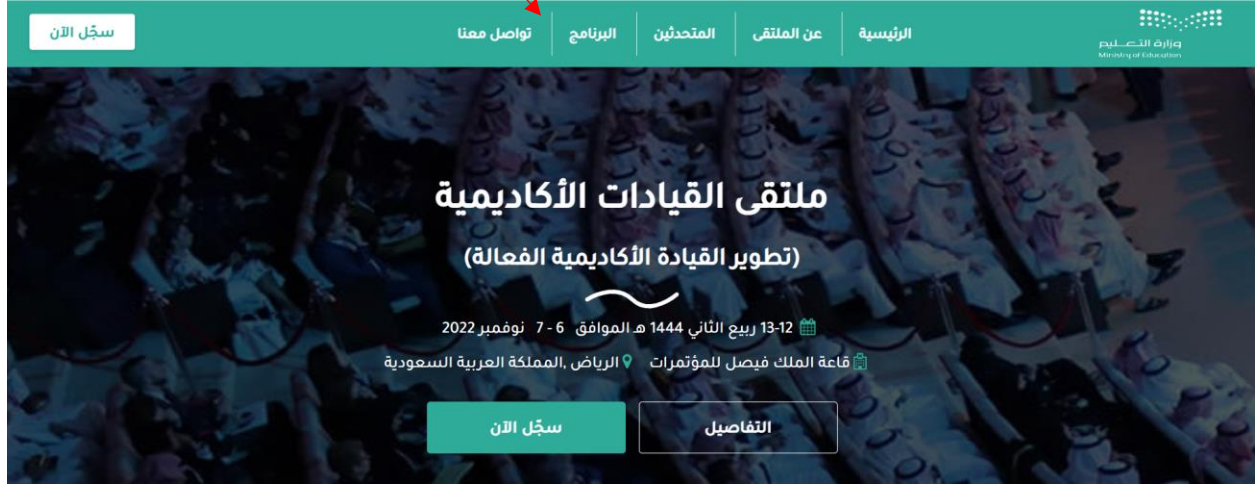 وزارة التعليم
Ministry of Education
الرئيسية
عن الملتقى
المتحدثين
البرنامج
تواصل معنا
سجّل الآن
ملتقى القيادات الأكاديمية
(تطوير القيادة الأكاديمية الفعالة)
13-12 ربيع الثاني 1444 هـ الموافق 6 - 7 نوفمبر 2022
قاعة الملك فيصل للمؤتمرات الرياض ,المملكة العربية السعودية
التفاصيل
سجّل الآن